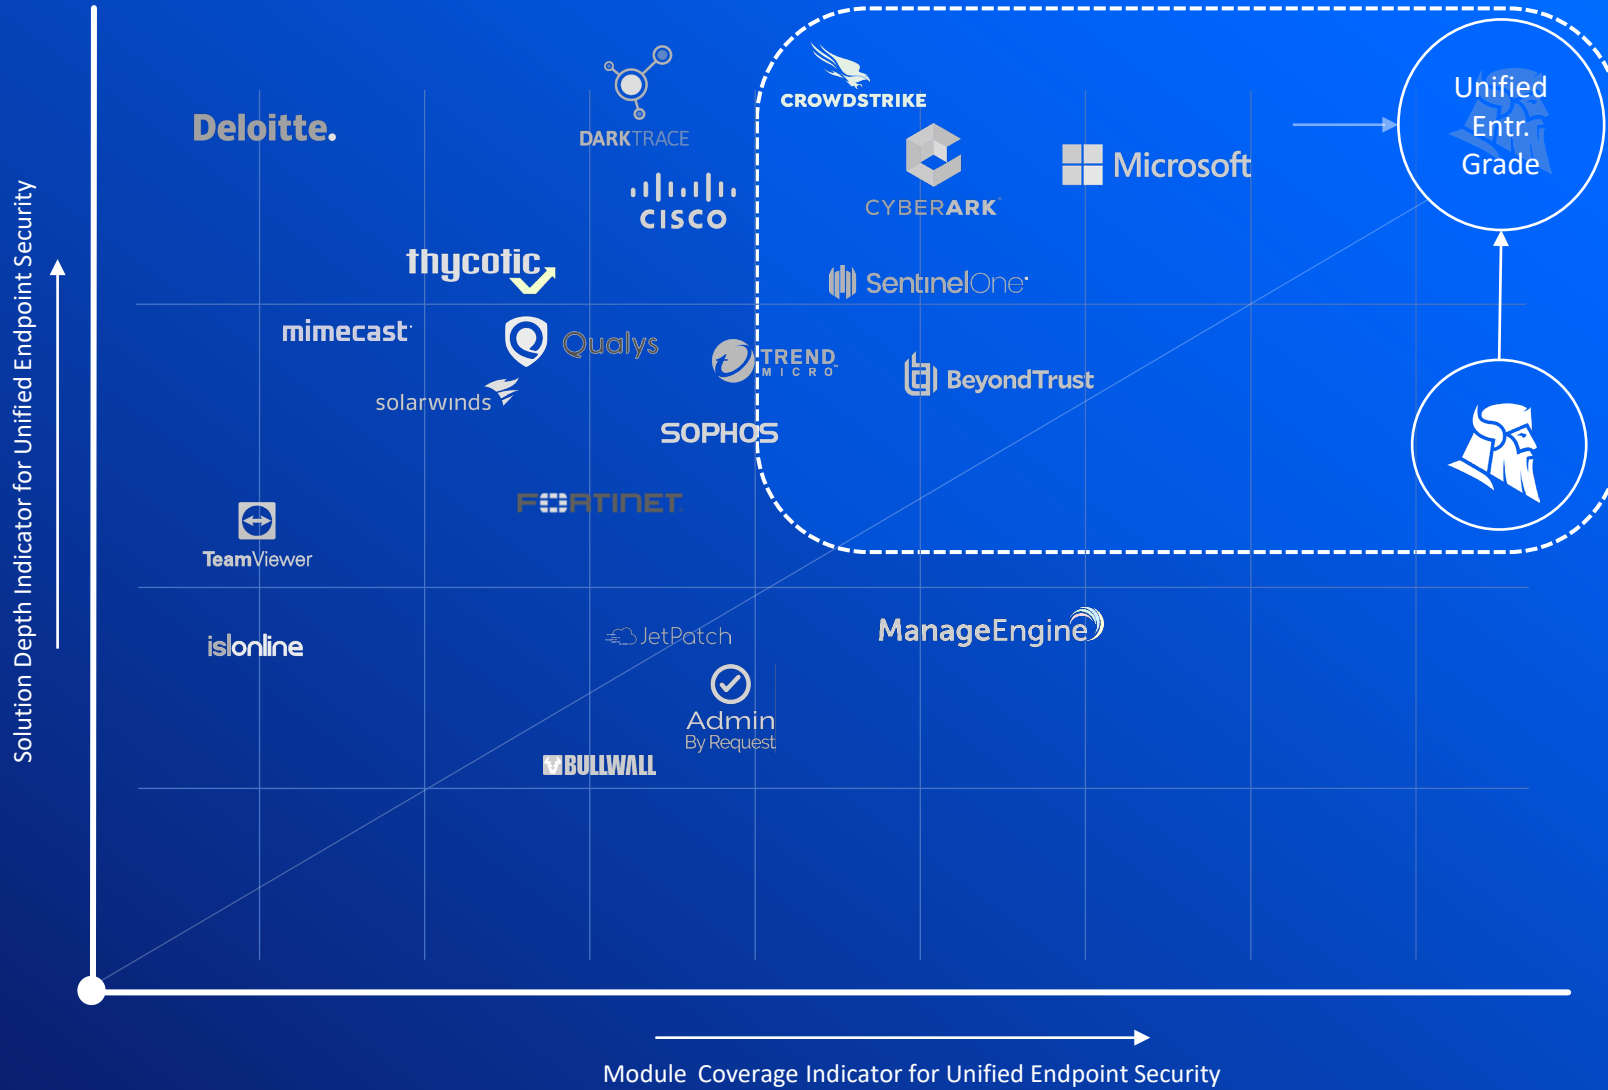 Unified
Entr.
Grade
CROWDSTRIKE
Deloitte.
DARKTRACE
CYBERARK
Microsoft
CISCO
thycotic
SentinelOne
mimecast
Qualys
TREND
MICRO™
BeyondTrust
solarwinds
SOPHOS
FORTINET
TeamViewer
islonline
JetPatch
ManageEngine
Admin
By Request
BULLWALL
Solution Depth Indicator for Unified Endpoint Security
Module Coverage Indicator for Unified Endpoint Security